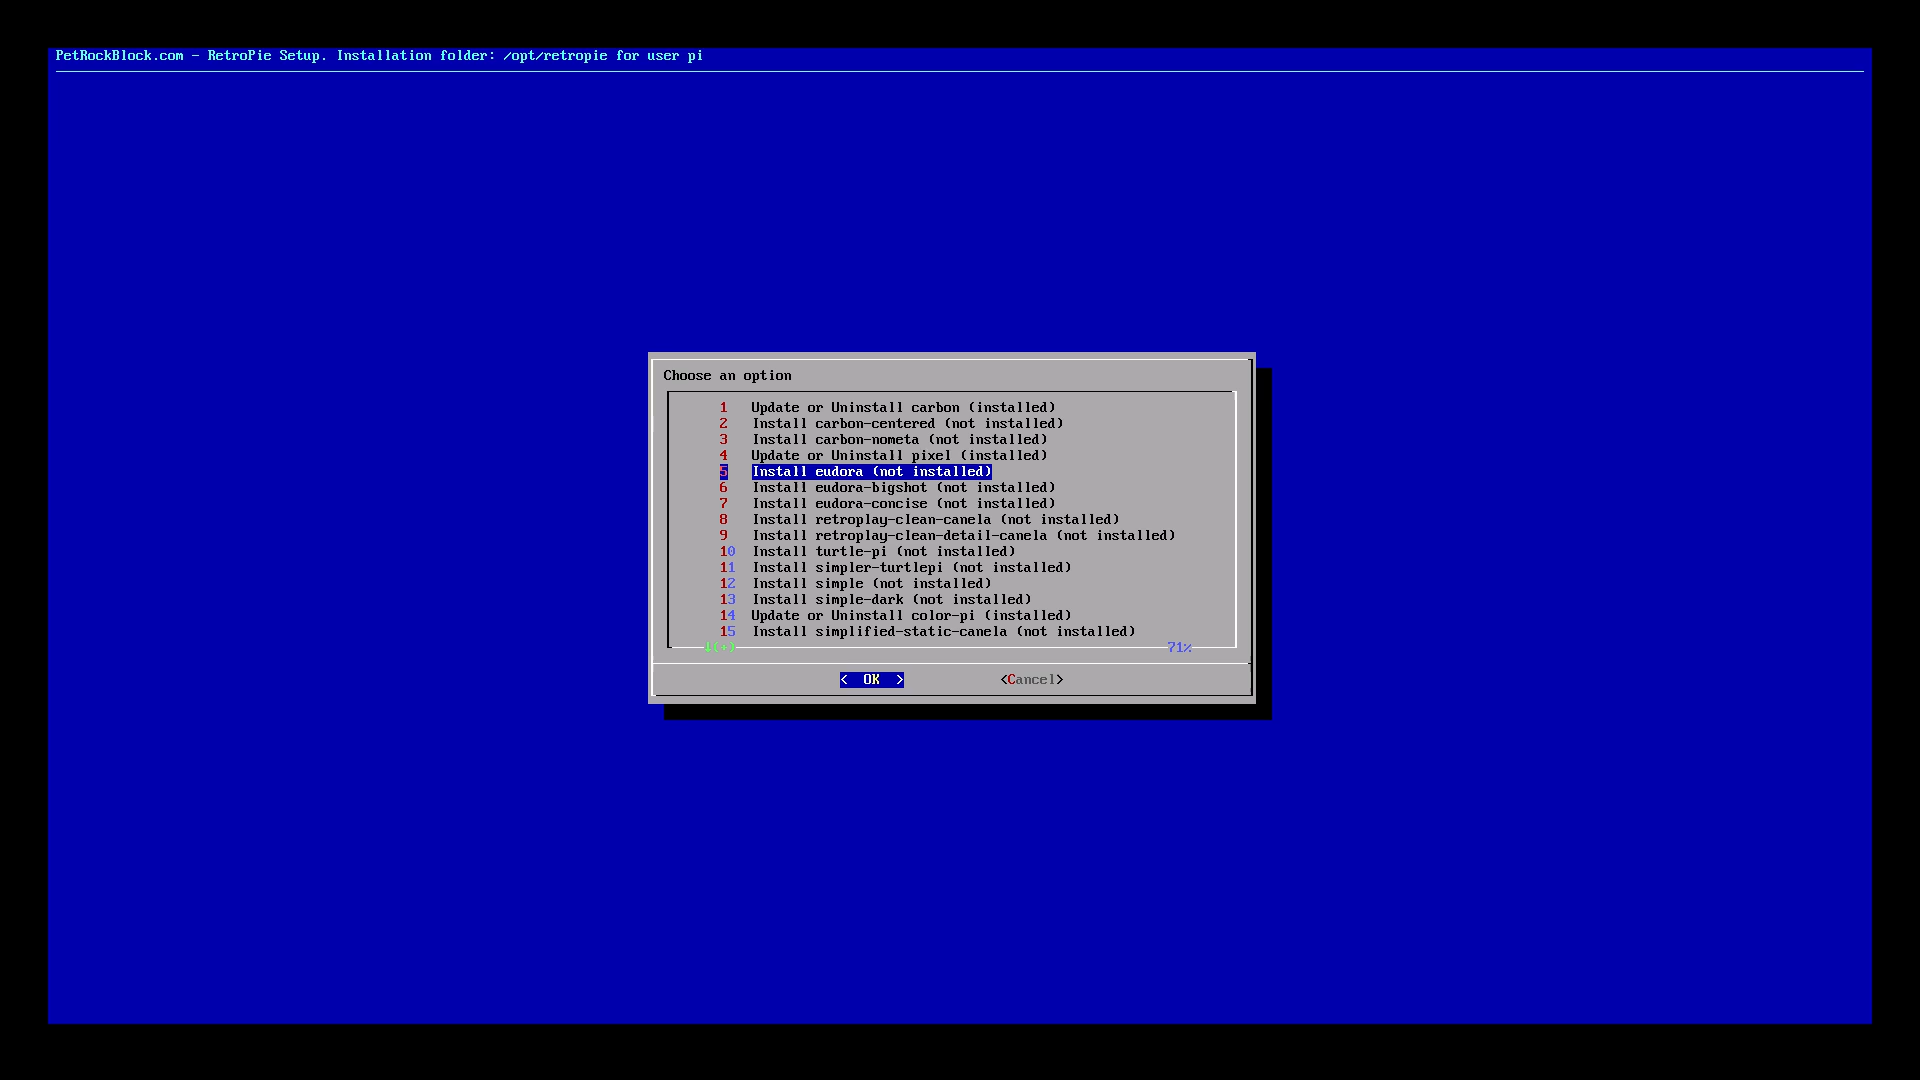 PetRockBlock.com - RetroPie Setup. Installation folder: /opt/retropie for user pi
Choose an option
1 Update or Uninstall carbon (installed)
2 Install carbon-centered (not installed)
3 Install carbon-nometa (not installed)
4 Update or Uninstall pixel (installed)
5 Install eudora (not installed)
6 Install eudora-bigshot (not installed)
7 Install eudora-concise (not installed)
8 Install retroplay-clean-canela (not installed)
9 Install retroplay-clean-detail-canela (not installed)
10 Install turtle-pi (not installed)
11 Install simpler-turtlepi (not installed)
12 Install simple (not installed)
13 Install simple-dark (not installed)
14 Update or Uninstall color-pi (installed)
15 Install simplified-static-canela (not installed)
↓(+) 71%
< OK > <Cancel>